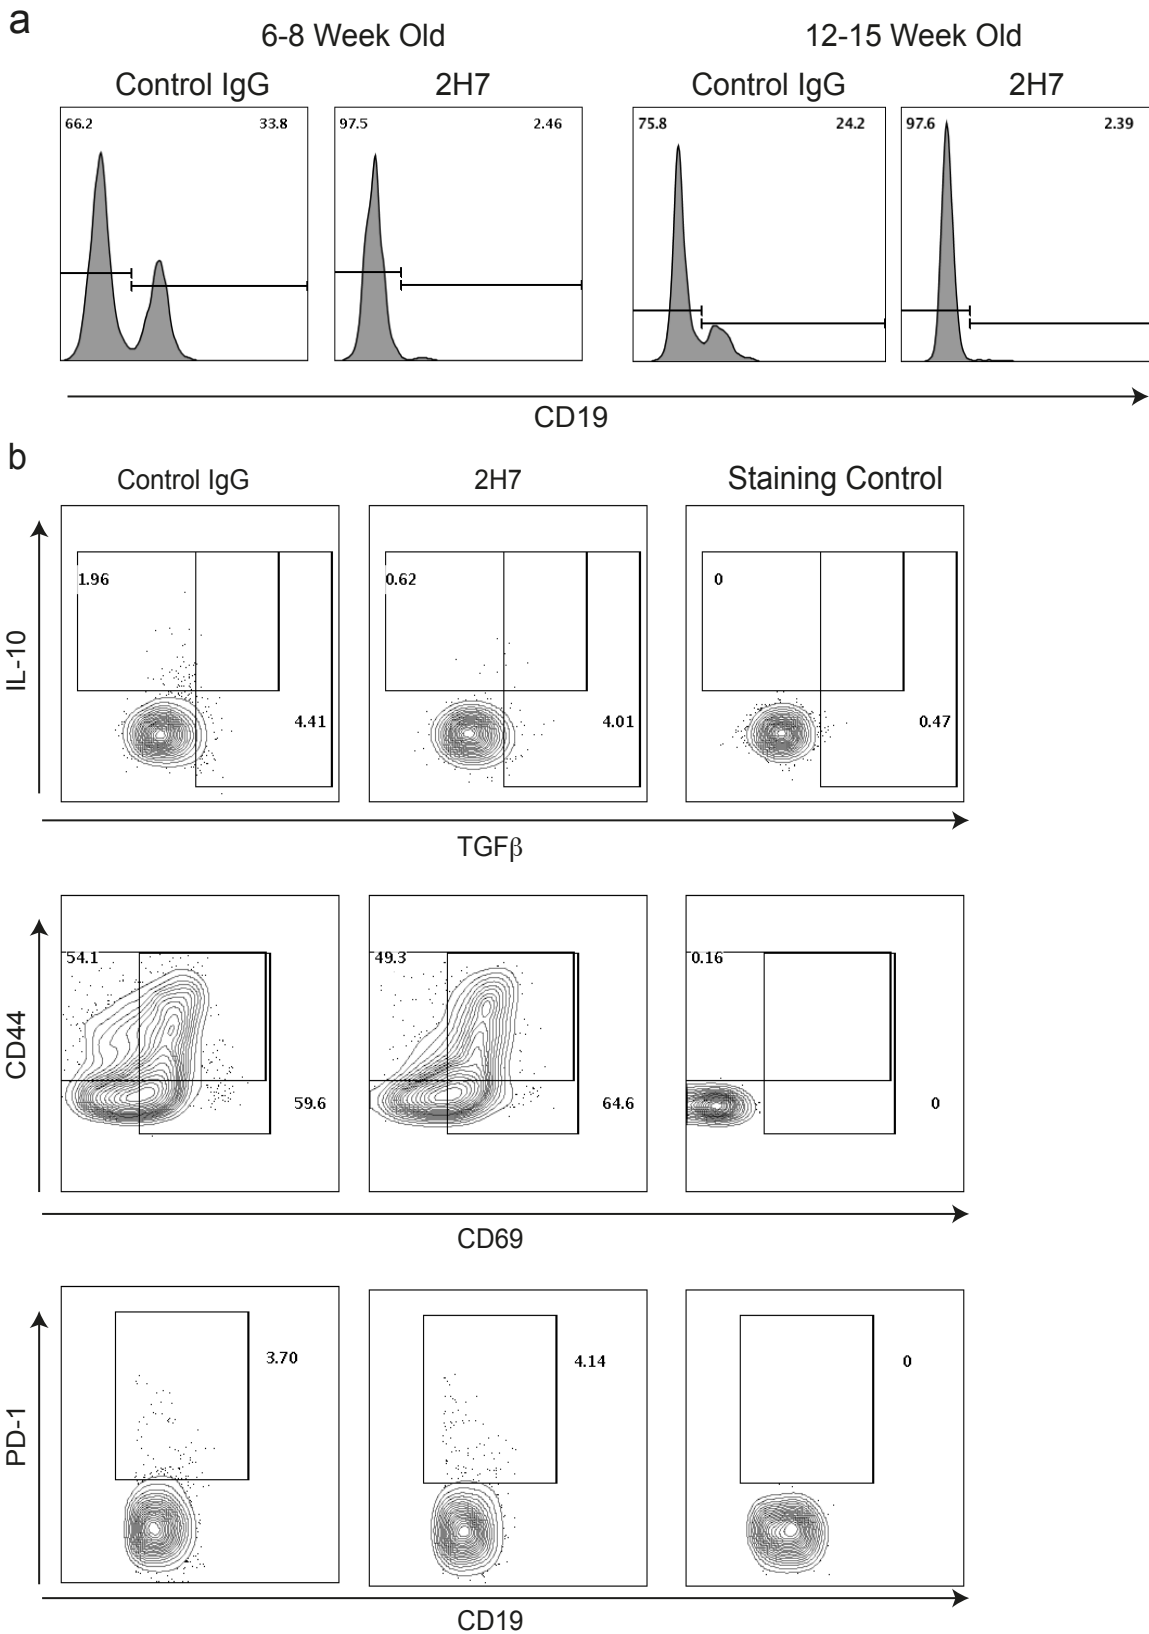 a
6-8 Week Old 12-15 Week Old
Control IgG 2H7 Control IgG 2H7
66.2 33.8 97.5 2.46 75.8 24.2 97.6 2.39
CD19
b
Control IgG 2H7 Staining Control
IL-10
1.96 0.62 0
4.41 4.01 0.47
TGFβ
CD44
54.1 49.3 0.16
59.6 64.6 0
CD69
PD-1
3.70 4.14 0
CD19